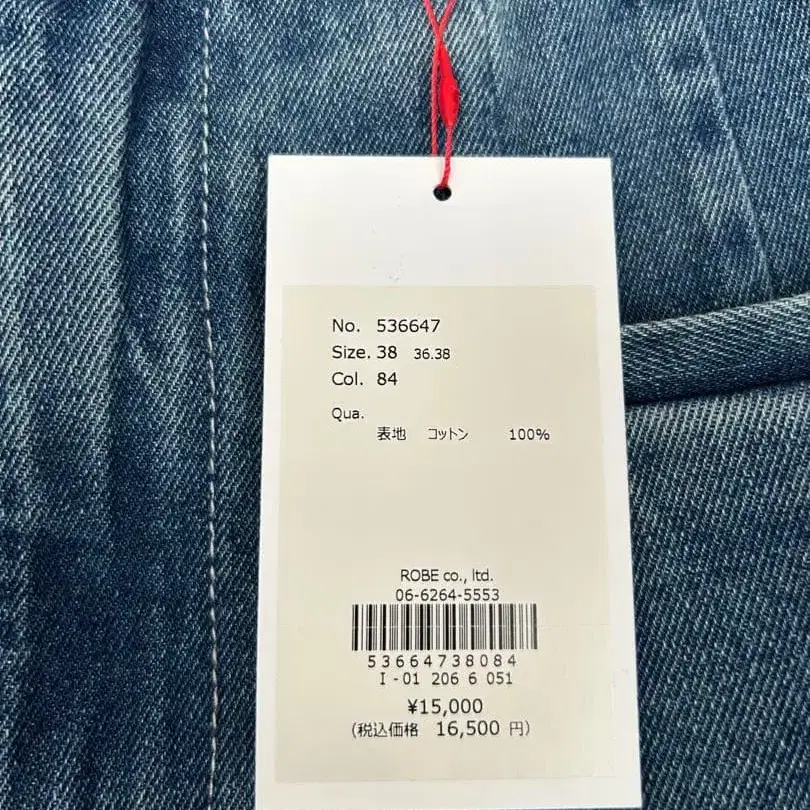 No. 536647
Size. 38 36.38
Col. 84
Qua.
表地 コットン 100%
ROBE co., ltd.
06-6264-5553
53664738084
I-01 206 6 051
¥15,000
(税込価格 16,500 円)